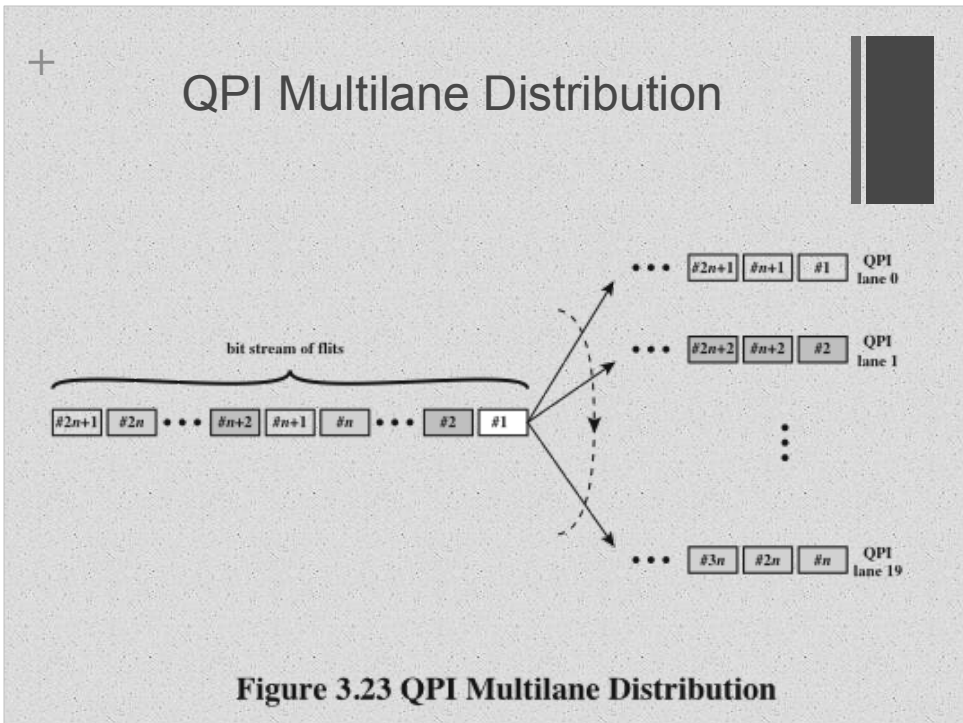 +
QPI Multilane Distribution
bit stream of flits
#2n+1 #2n • • • #n+2 #n+1 #n • • • #2 #1
• • • #2n+1 #n+1 #1 QPI lane 0
• • • #2n+2 #n+2 #2 QPI lane 1
• • • #3n #2n #n QPI lane 19
Figure 3.23 QPI Multilane Distribution